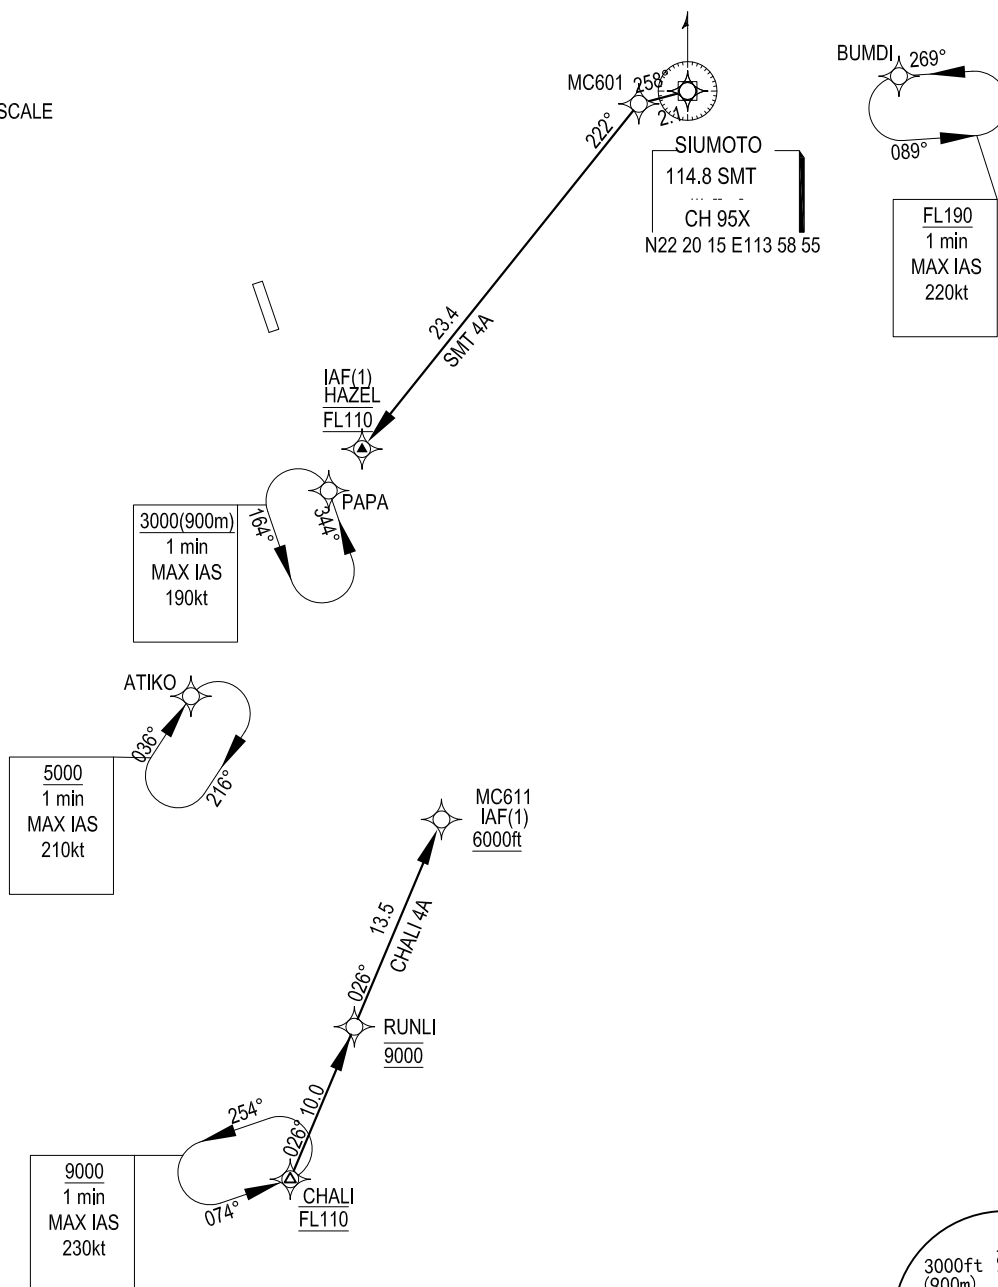 SCALE
MC601
258°
2.1
222°
SIUMOTO
114.8 SMT
CH 95X
N22 20 15 E113 58 55
BUMDI
269°
089°
FL190
1 min
MAX IAS
220kt
23.4
SMT 4A
IAF(1)
HAZEL
FL110
PAPA
164°
344°
3000(900m)
1 min
MAX IAS
190kt
ATIKO
036°
216°
5000
1 min
MAX IAS
210kt
MC611
IAF(1)
6000ft
13.5
CHALI 4A
026°
RUNLI
9000
026° 10.0
254°
074°
CHALI
FL110
9000
1 min
MAX IAS
230kt
3000ft
(900m)